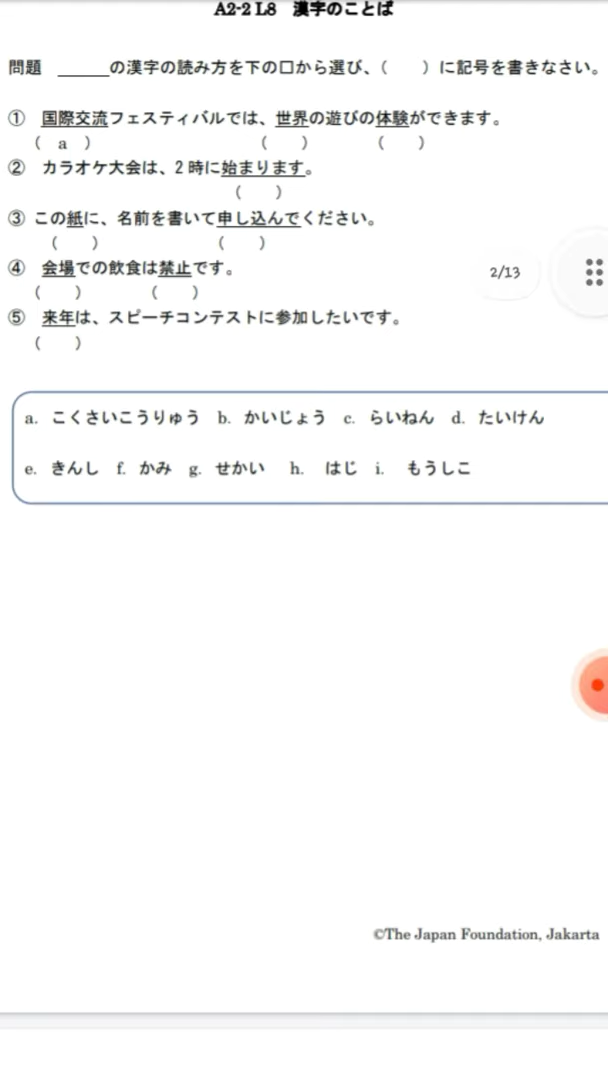 A2-2 L8 漢字のことば
問題 ______の漢字の読み方を下の□から選び、( )に記号を書きなさい。
① 国際交流フェスティバルでは、世界の遊びの体験ができます。
( a ) ( ) ( )
② カラオケ大会は、2時に始まります。
( )
③ この紙に、名前を書いて申し込んでください。
( ) ( )
④ 会場での飲食は禁止です。
( ) ( )
2/13
⑤ 来年は、スピーチコンテストに参加したいです。
( )
a. こくさいこうりゅう b. かいじょう c. らいねん d. たいけん
e. きんし f. かみ g. せかい h. はじ i. もうしこ
©The Japan Foundation, Jakarta